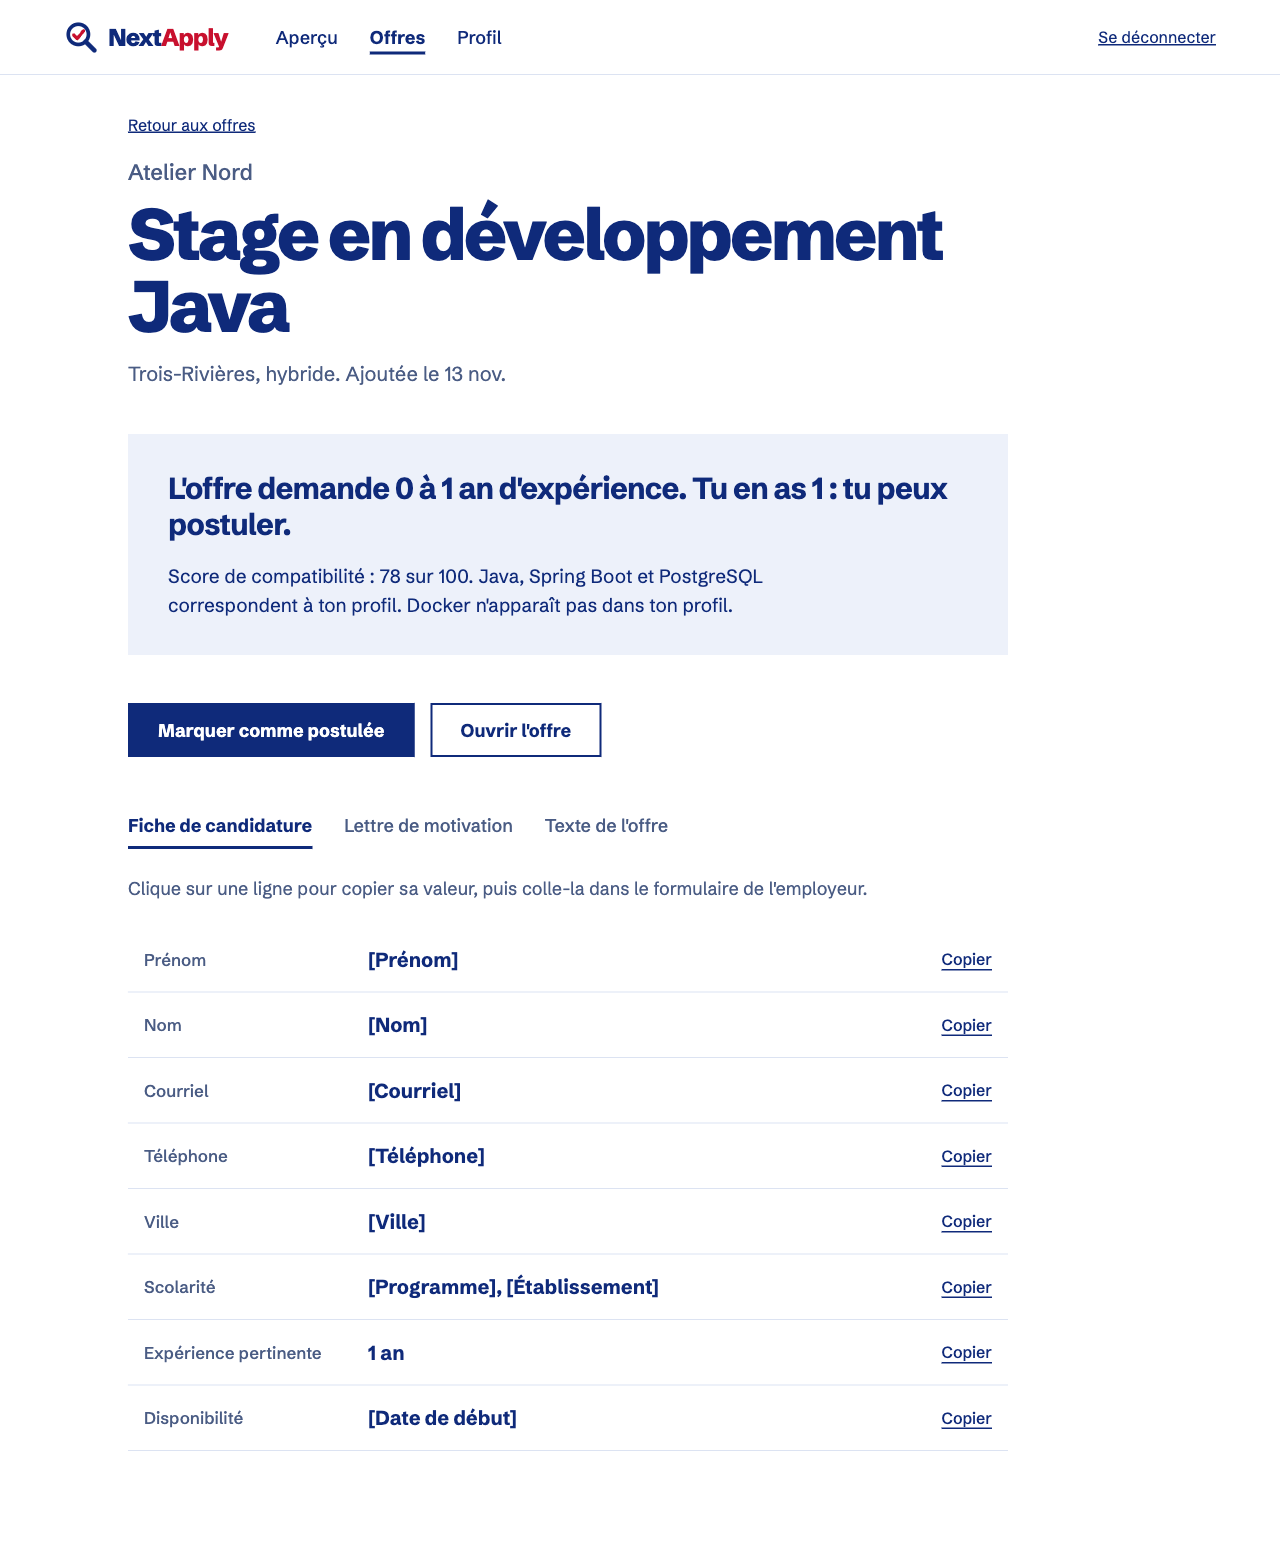 NextApply
Aperçu
Offres
Profil
Se déconnecter
Retour aux offres
Atelier Nord
Stage en développement
Java
Trois-Rivières, hybride. Ajoutée le 13 nov.
L'offre demande 0 à 1 an d'expérience. Tu en as 1 : tu peux
postuler.
Score de compatibilité : 78 sur 100. Java, Spring Boot et PostgreSQL
correspondent à ton profil. Docker n'apparaît pas dans ton profil.
Marquer comme postulée
Ouvrir l'offre
Fiche de candidature
Lettre de motivation
Texte de l'offre
Clique sur une ligne pour copier sa valeur, puis colle-la dans le formulaire de l'employeur.
Prénom [Prénom] Copier
Nom [Nom] Copier
Courriel [Courriel] Copier
Téléphone [Téléphone] Copier
Ville [Ville] Copier
Scolarité [Programme], [Établissement] Copier
Expérience pertinente 1 an Copier
Disponibilité [Date de début] Copier